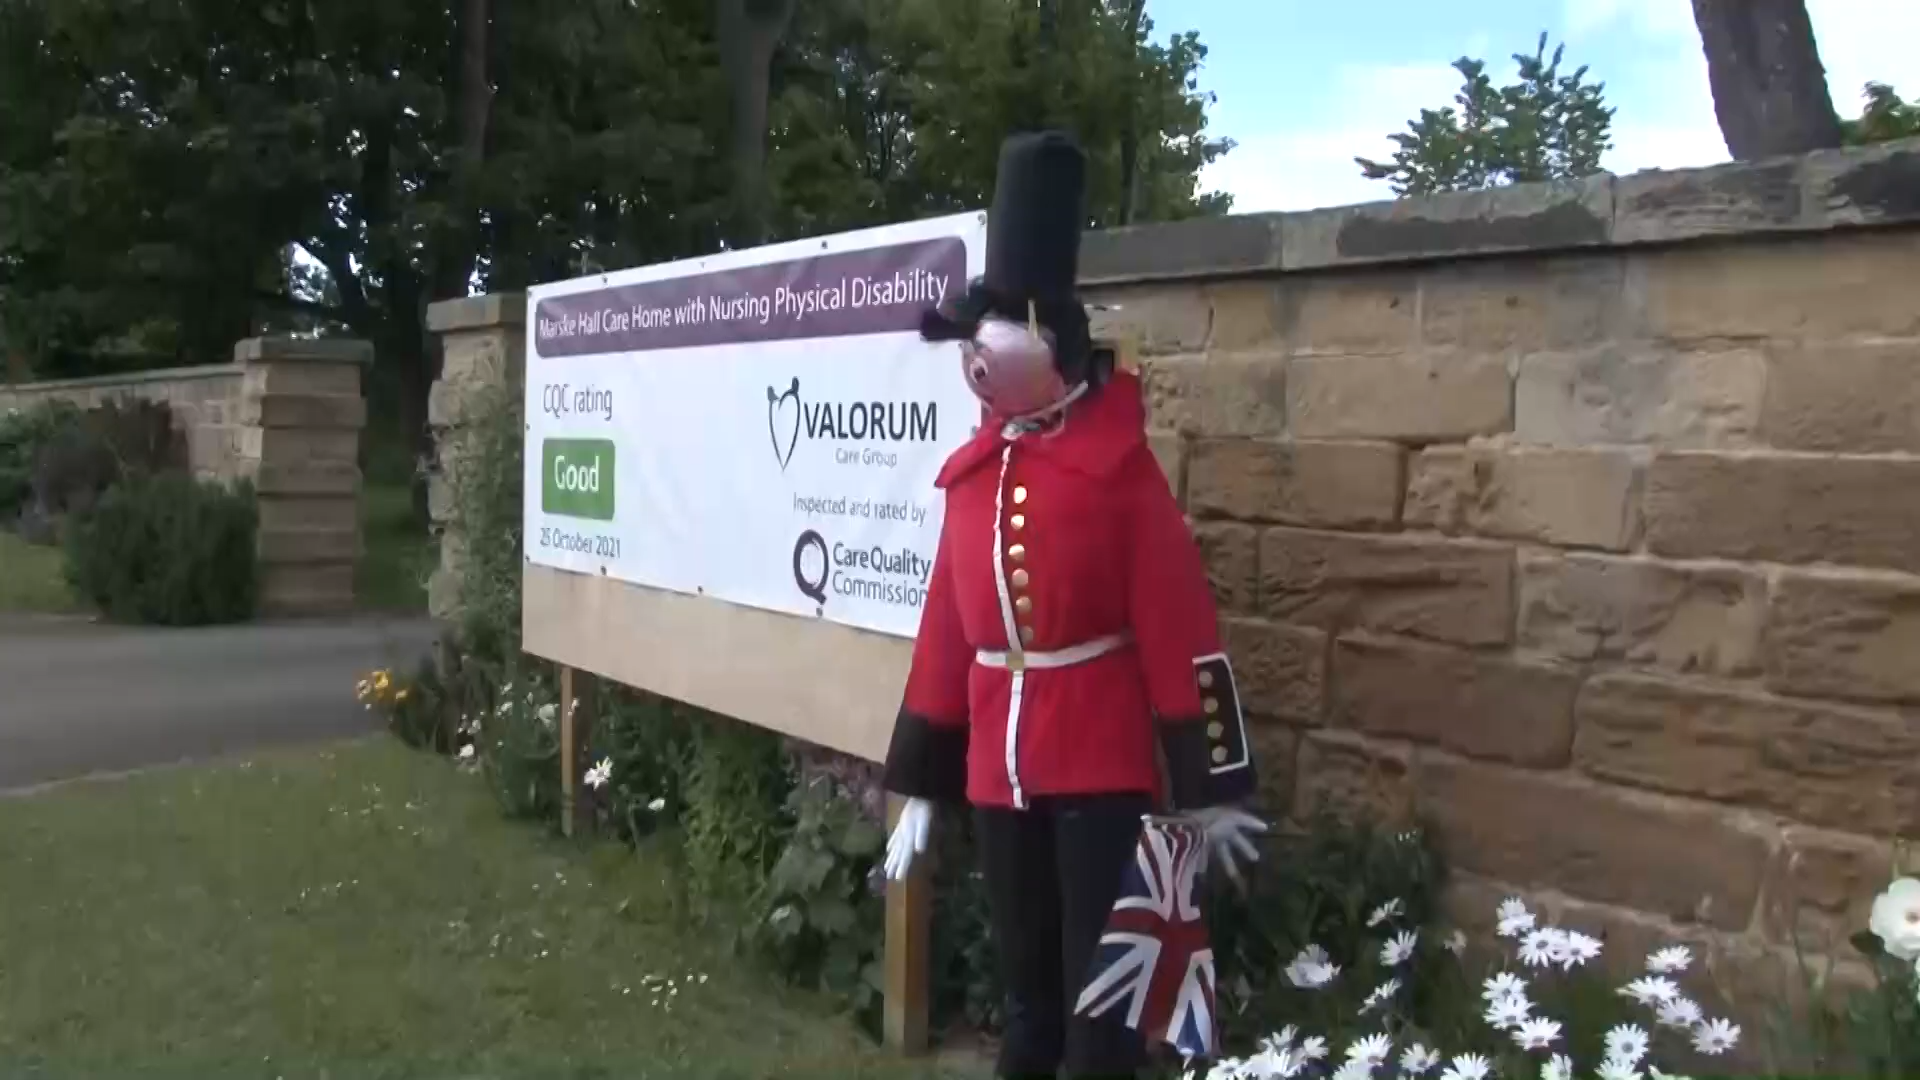 Marske Hall Care Home with Nursing Physical Disability
CQC rating
Good
25 October 2021
VALORUM
Care Group
Inspected and rated by
CareQuality
Commission